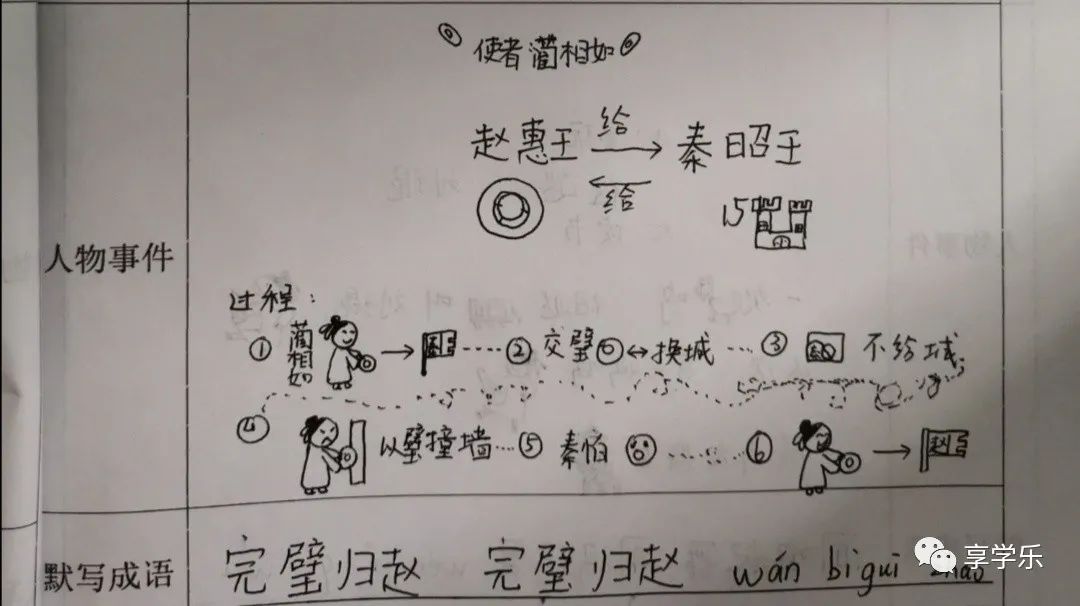 使者蔺相如
赵惠王 给 秦昭王
给 15
人物事件
过程:
① 蔺相如 国 ② 交璧 换城 ③ 不给城
④ 以璧撞墙 ⑤ 秦怕 ⑥ 赵
默写成语 完璧归赵 完璧归赵 wán bì guī zhào
享学乐